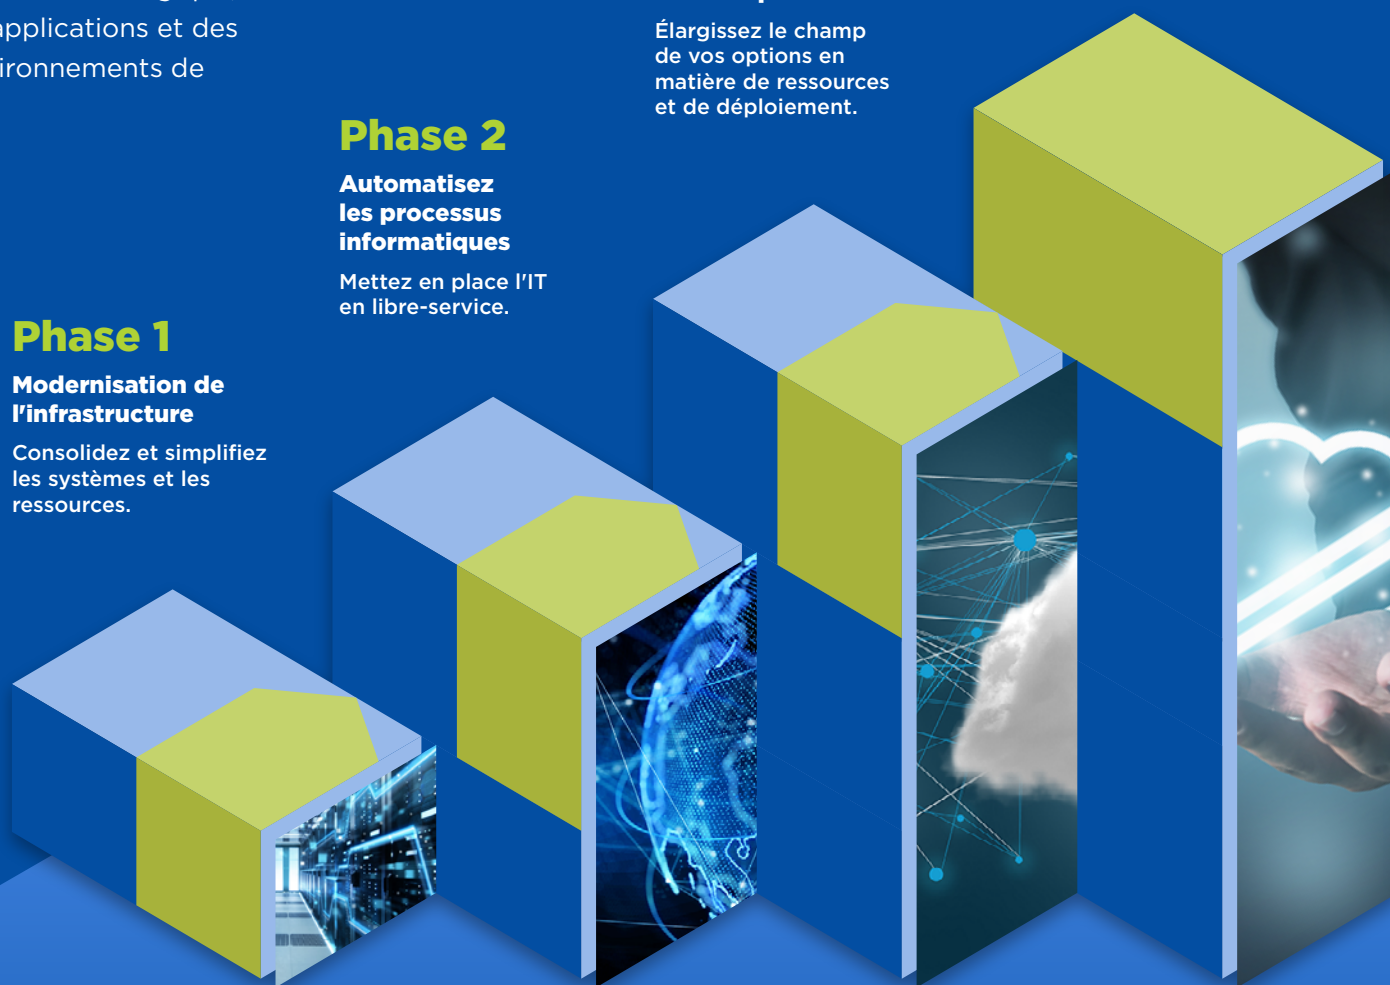 applications et des
de
Phase 1
Modernisation de
l'infrastructure
Consolidez et simplifiez
les systèmes et les
ressources.
Phase 2
Automatisez
les processus
informatiques
Mettez en place l'IT
en libre-service.
Élargissez le champ
de vos options en
matière de ressources
et de déploiement.